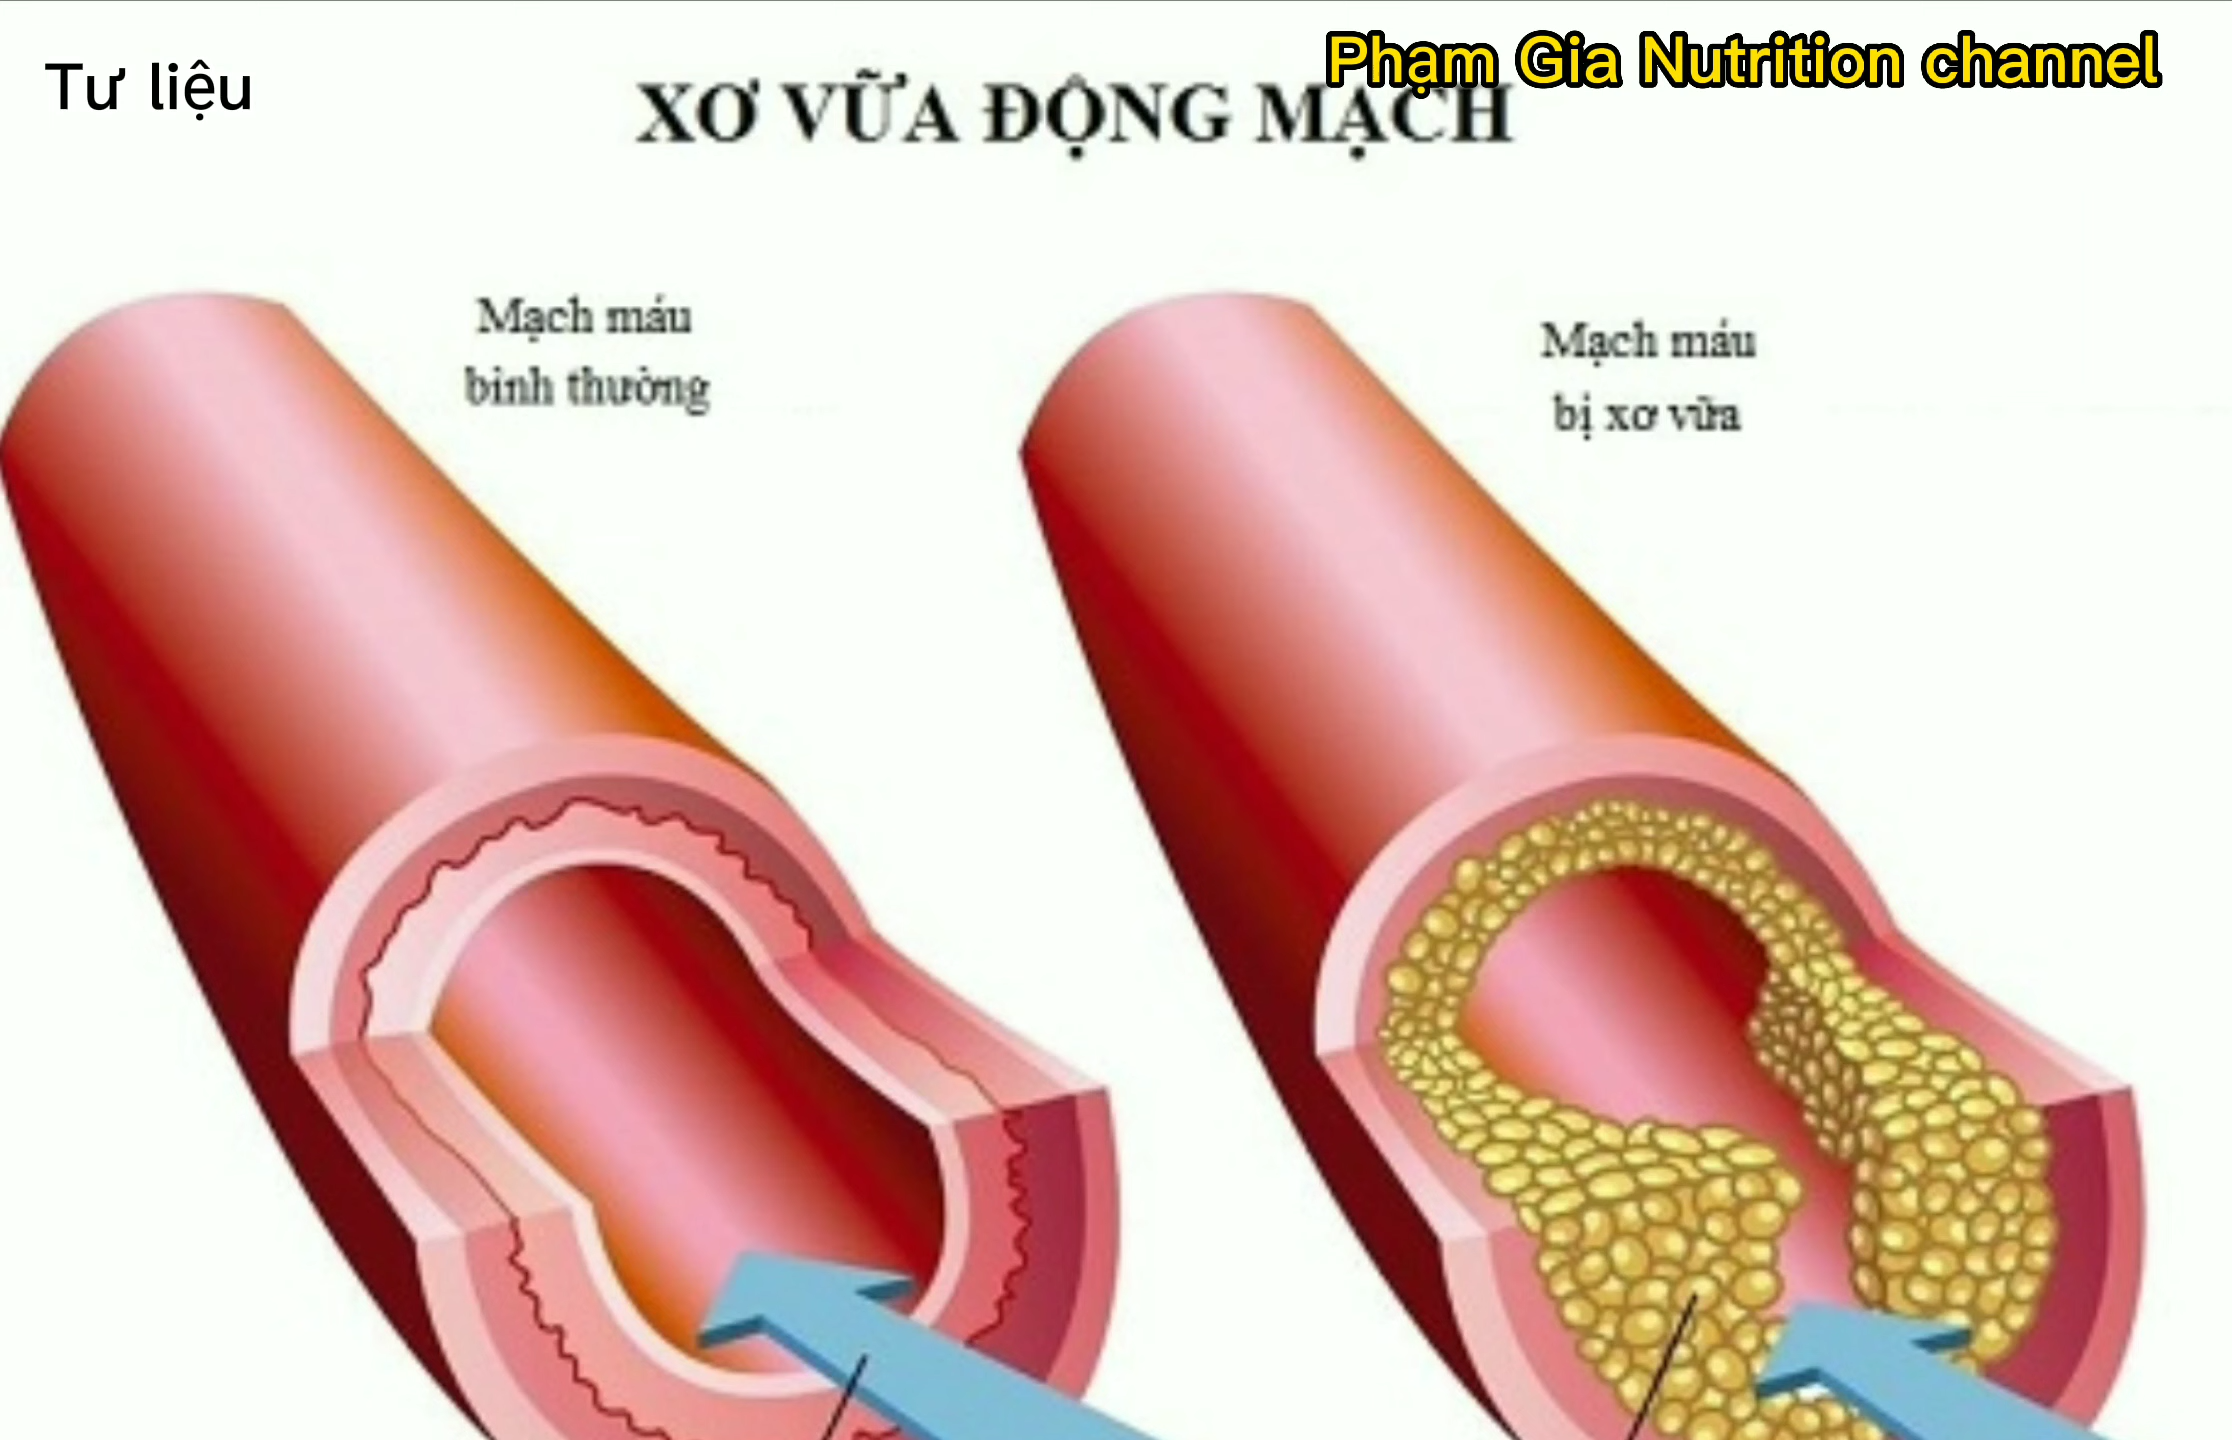 Tư liệu
Phạm Gia Nutrition channel
XƠ VỮA ĐỘNG MẠCH
Mạch máu
bình thường
Mạch máu
bị xơ vữa